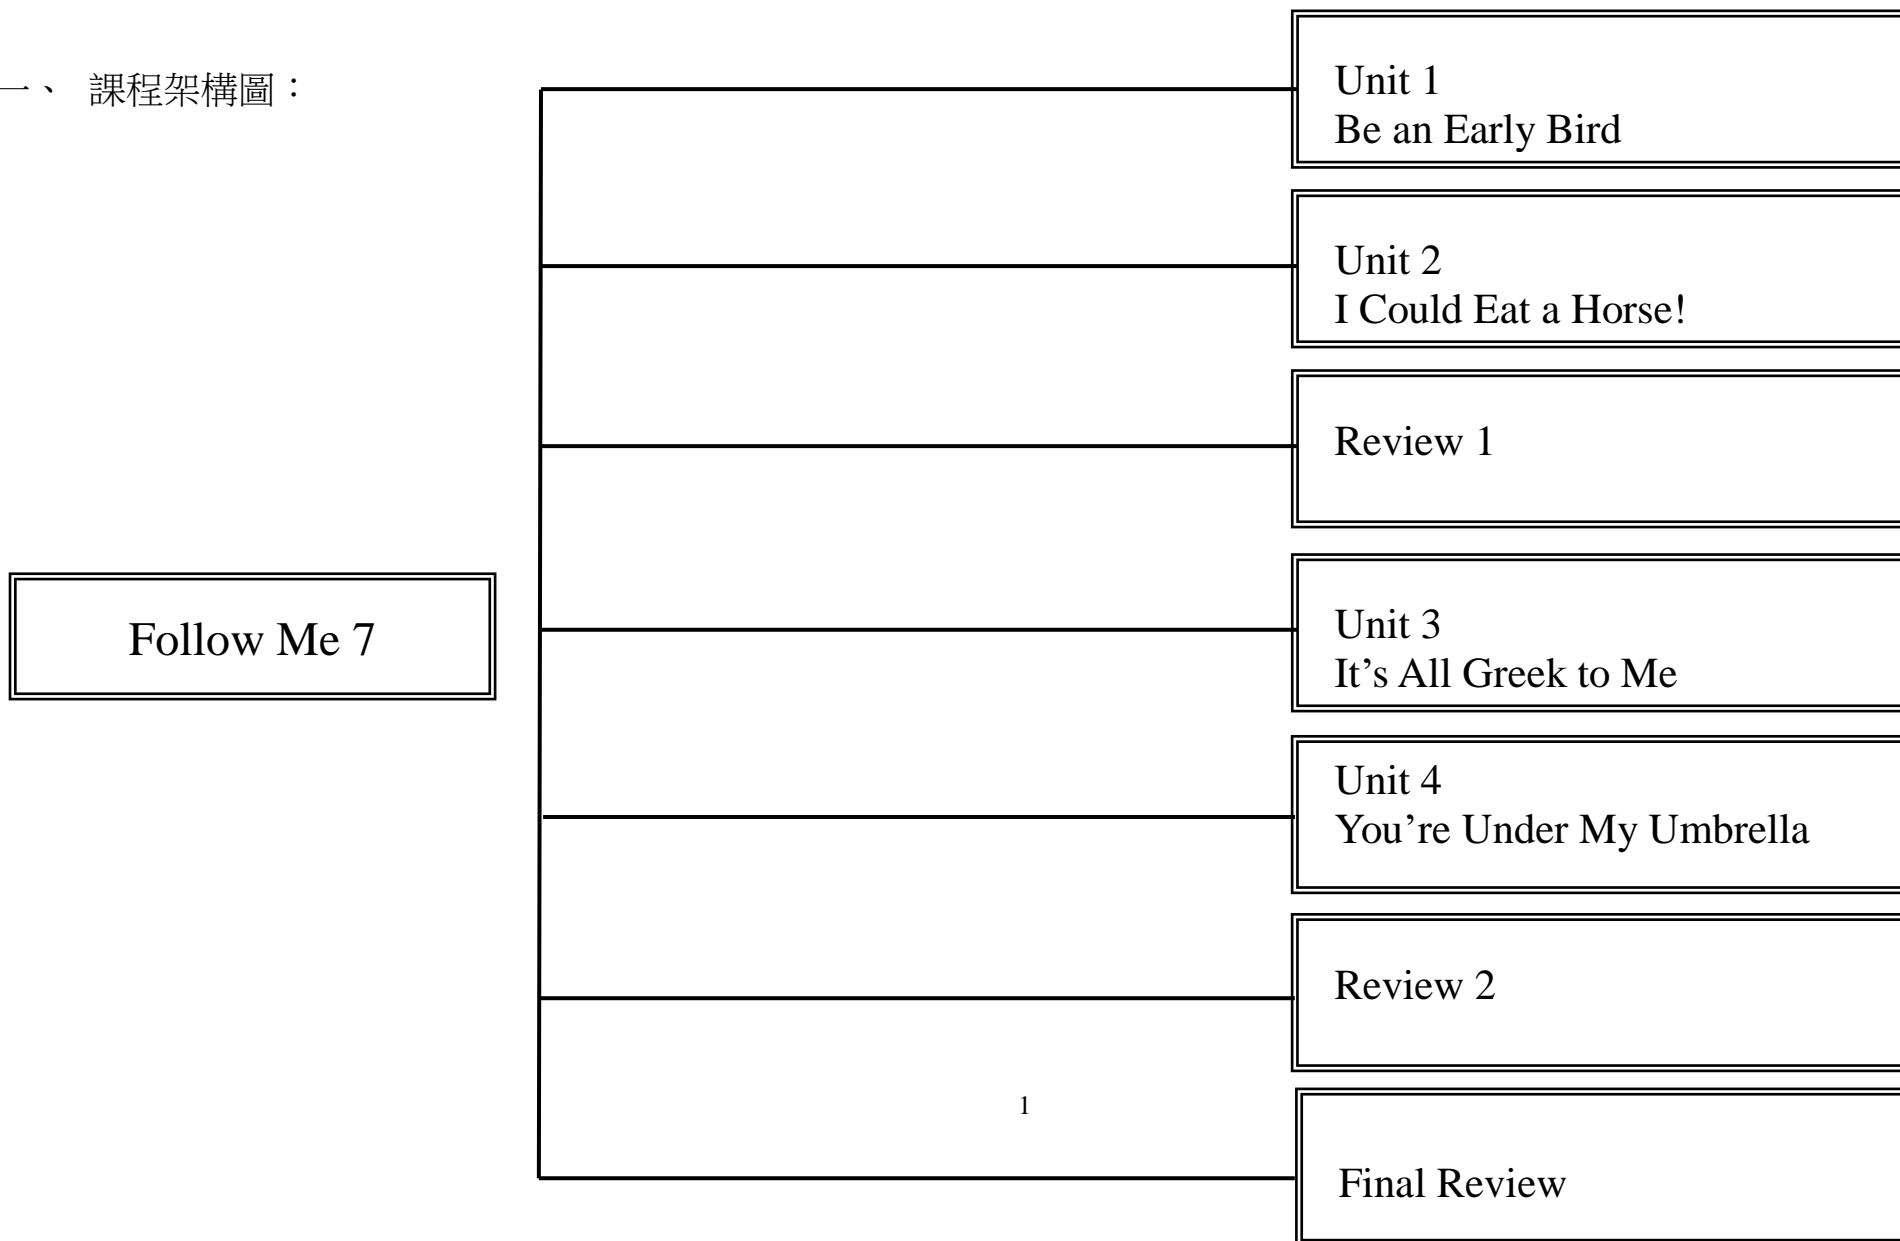 一、 課程架構圖：
Unit 1
Be an Early Bird
Unit 2
I Could Eat a Horse!
Review 1
Follow Me 7
Unit 3
It’s All Greek to Me
Unit 4
You’re Under My Umbrella
Review 2
1
Final Review